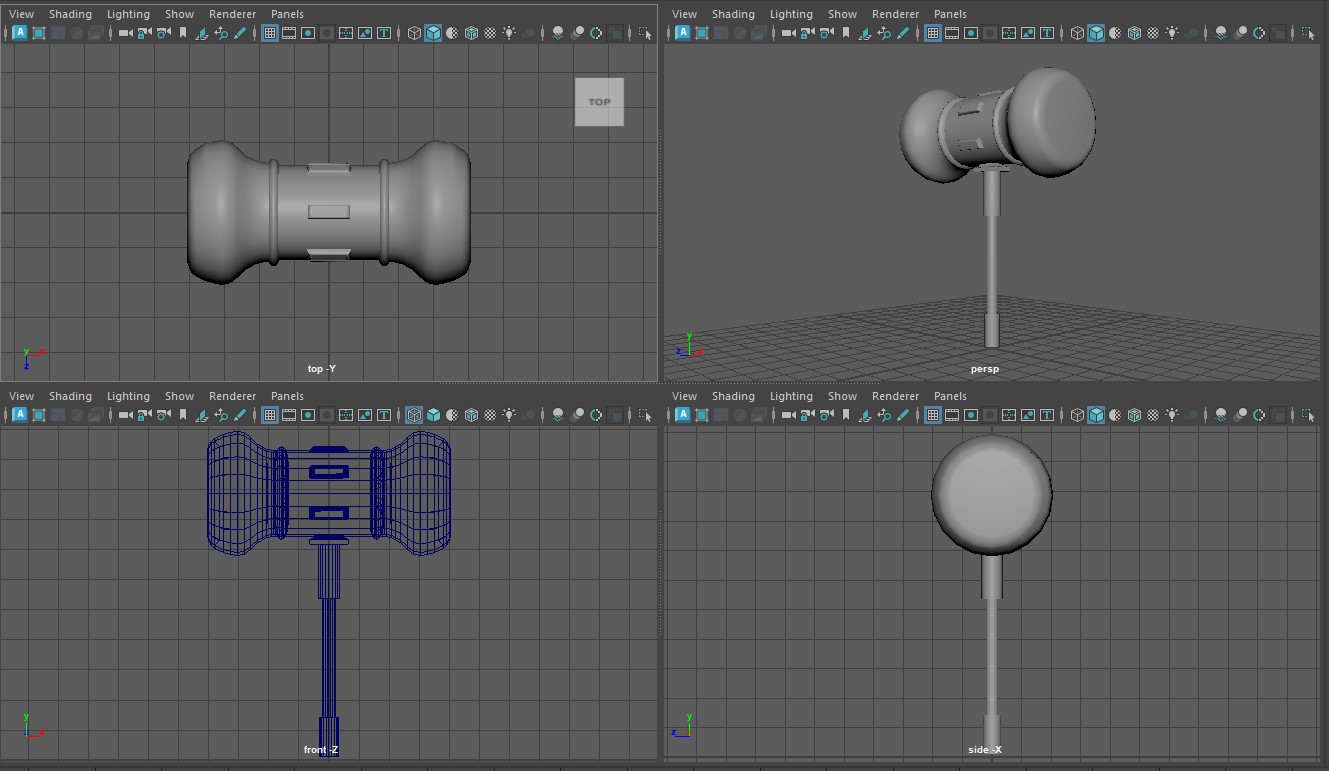 View Shading Lighting Show Renderer Panels
View Shading Lighting Show Renderer Panels
A T
A T
TOP
y x z
y z x
top -Y
persp
View Shading Lighting Show Renderer Panels
View Shading Lighting Show Renderer Panels
A T
A T
y x
y z
front -Z
side -X